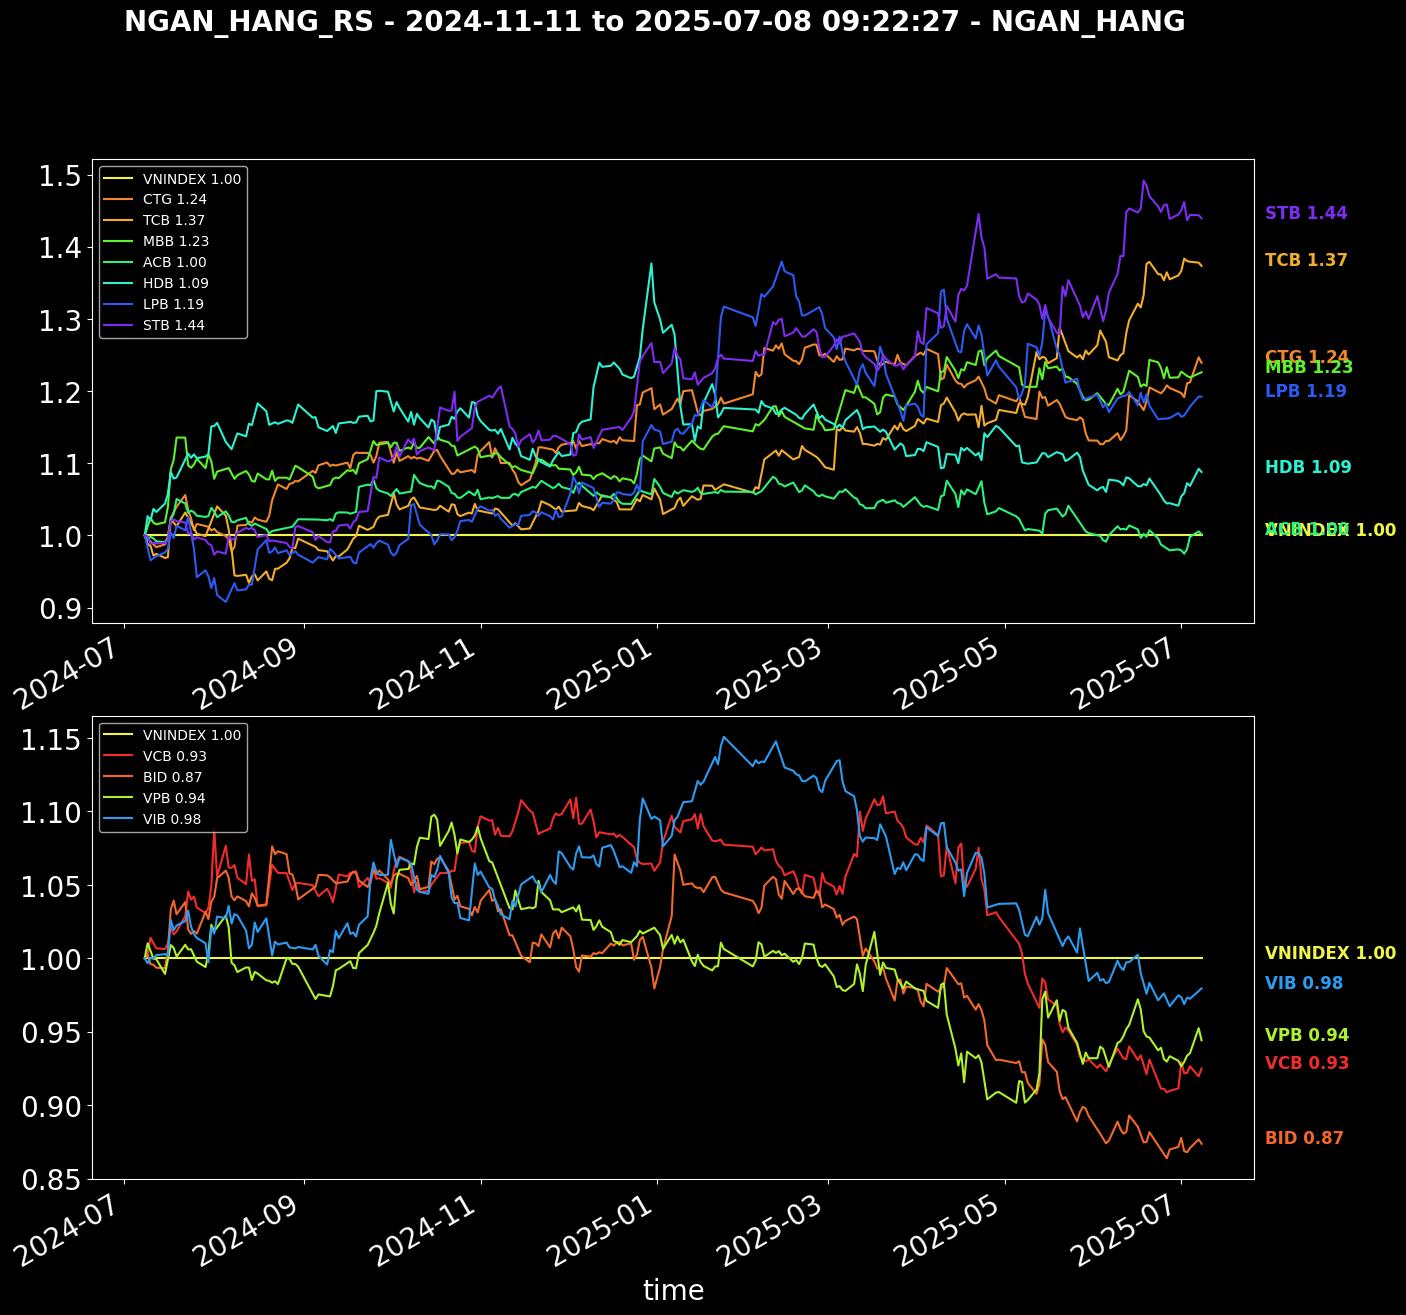 NGAN_HANG_RS - 2024-11-11 to 2025-07-08 09:22:27 - NGAN_HANG
1.5
1.4
1.3
1.2
1.1
1.0
0.9
VNINDEX 1.00
CTG 1.24
TCB 1.37
MBB 1.23
ACB 1.00
HDB 1.09
LPB 1.19
STB 1.44
STB 1.44
TCB 1.37
CTG 1.24
MBB 1.23
LPB 1.19
HDB 1.09
ACB 1.00
VNINDEX 1.00
2024-07
2024-09
2024-11
2025-01
2025-03
2025-05
2025-07
1.15
1.10
1.05
1.00
0.95
0.90
0.85
VNINDEX 1.00
VCB 0.93
BID 0.87
VPB 0.94
VIB 0.98
VNINDEX 1.00
VIB 0.98
VPB 0.94
VCB 0.93
BID 0.87
2024-07
2024-09
2024-11
2025-01
2025-03
2025-05
2025-07
time